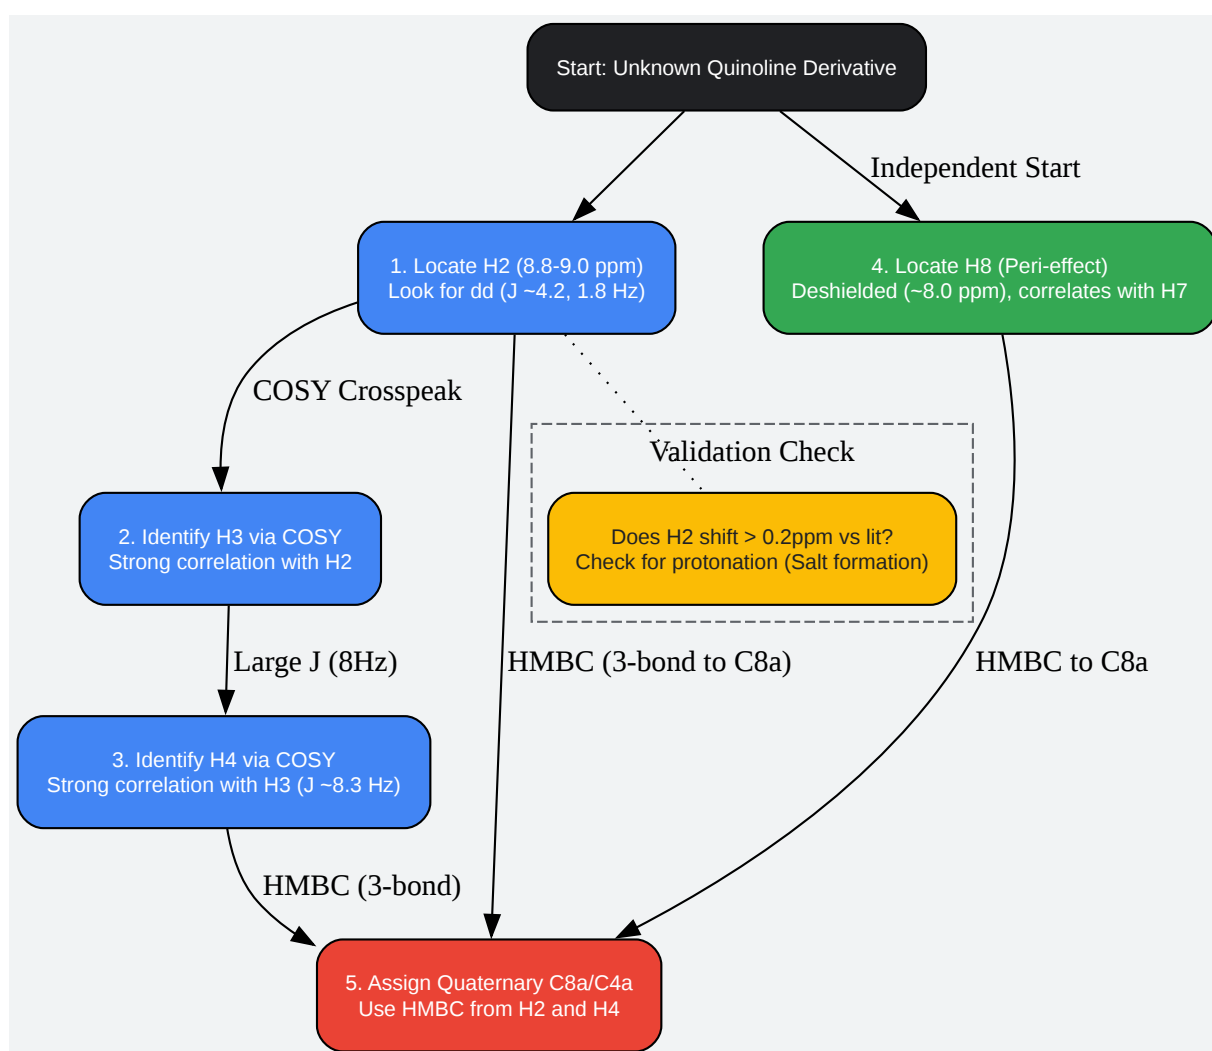 Start: Unknown Quinoline Derivative
Independent Start
1. Locate H2 (8.8-9.0 ppm)
Look for dd (J ~4.2, 1.8 Hz)
4. Locate H8 (Peri-effect)
Deshielded (~8.0 ppm), correlates with H7
COSY Crosspeak
Validation Check
2. Identify H3 via COSY
Strong correlation with H2
Does H2 shift > 0.2ppm vs lit?
Check for protonation (Salt formation)
Large J (8Hz)
HMBC (3-bond to C8a)
HMBC to C8a
3. Identify H4 via COSY
Strong correlation with H3 (J ~8.3 Hz)
HMBC (3-bond)
5. Assign Quaternary C8a/C4a
Use HMBC from H2 and H4